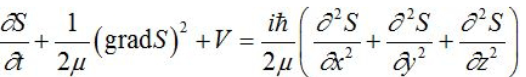 ∂S/∂t + 1/2μ (gradS)² + V = iℏ/2μ (∂²S/∂x² + ∂²S/∂y² + ∂²S/∂z²)